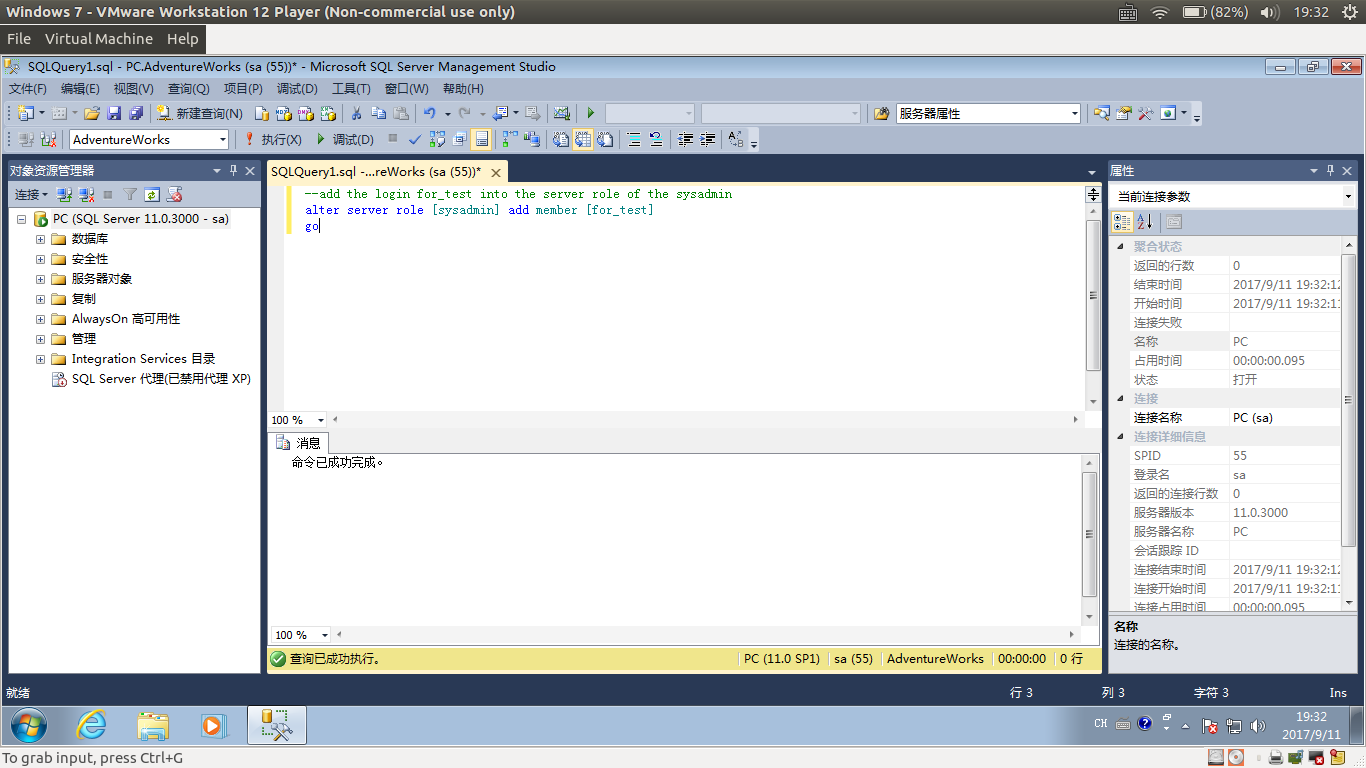 Windows 7 - VMware Workstation 12 Player (Non-commercial use only)
(82%)
19:32
File Virtual Machine Help
SQLQuery1.sql - PC.AdventureWorks (sa (55))* - Microsoft SQL Server Management Studio
文件(F) 编辑(E) 视图(V) 查询(Q) 项目(P) 调试(D) 工具(T) 窗口(W) 帮助(H)
新建查询(N)
服务器属性
AdventureWorks
执行(X)
调试(D)
对象资源管理器
连接
PC (SQL Server 11.0.3000 - sa)
数据库
安全性
服务器对象
复制
AlwaysOn 高可用性
管理
Integration Services 目录
SQL Server 代理(已禁用代理 XP)
SQLQuery1.sql -...reWorks (sa (55))*
--add the login for_test into the server role of the sysadmin
alter server role [sysadmin] add member [for_test]
go
100 %
消息
命令已成功完成。
100 %
查询已成功执行。
PC (11.0 SP1)
sa (55)
AdventureWorks
00:00:00
0 行
属性
当前连接参数
聚合状态
返回的行数 0
结束时间 2017/9/11 19:32:12
开始时间 2017/9/11 19:32:11
连接失败
名称 PC
占用时间 00:00:00.095
状态 打开
连接
连接名称 PC (sa)
连接详细信息
SPID 55
登录名 sa
返回的连接行数 0
服务器版本 11.0.3000
服务器名称 PC
会话跟踪 ID
连接结束时间 2017/9/11 19:32:12
连接开始时间 2017/9/11 19:32:11
连接占用时间 00:00:00.095
名称
连接的名称。
就绪
行 3
列 3
字符 3
Ins
CH
19:32
2017/9/11
To grab input, press Ctrl+G